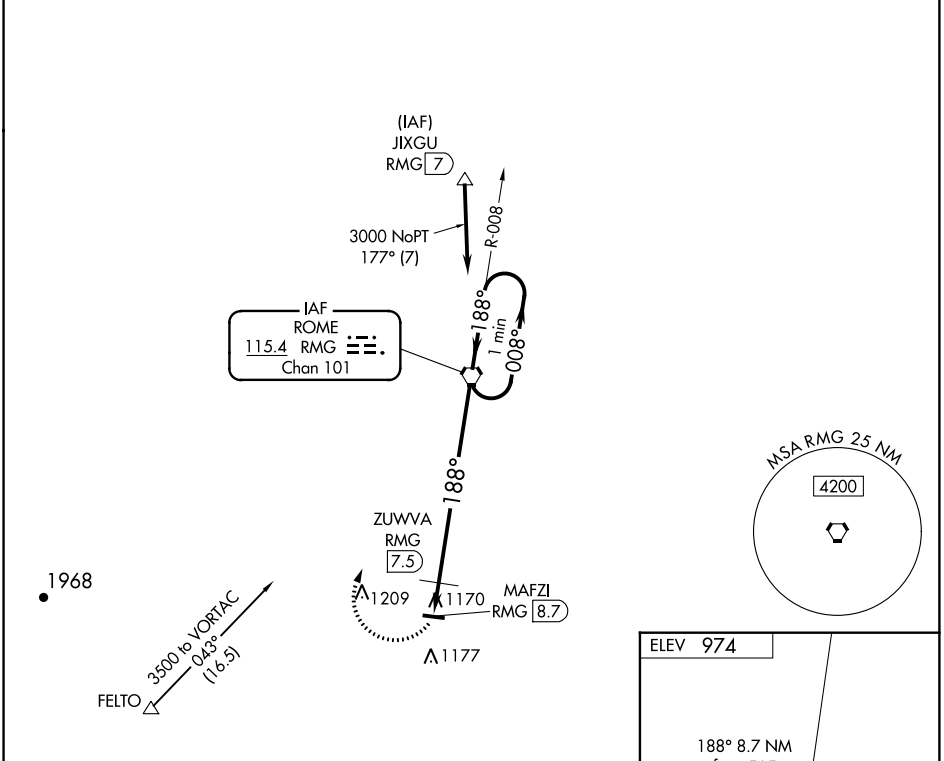 (IAF)
JIXGU
RMG 7
3000 NoPT
177° (7)
R-008
188°
1 min
008°
IAF
ROME
115.4 RMG
Chan 101
188°
ZUWVA
RMG
7.5
1209
1170
MAFZI
RMG 8.7
1177
1968
3500 to VORTAC
043°
(16.5)
FELTO
MSA RMG 25 NM
4200
ELEV 974
188° 8.7 NM